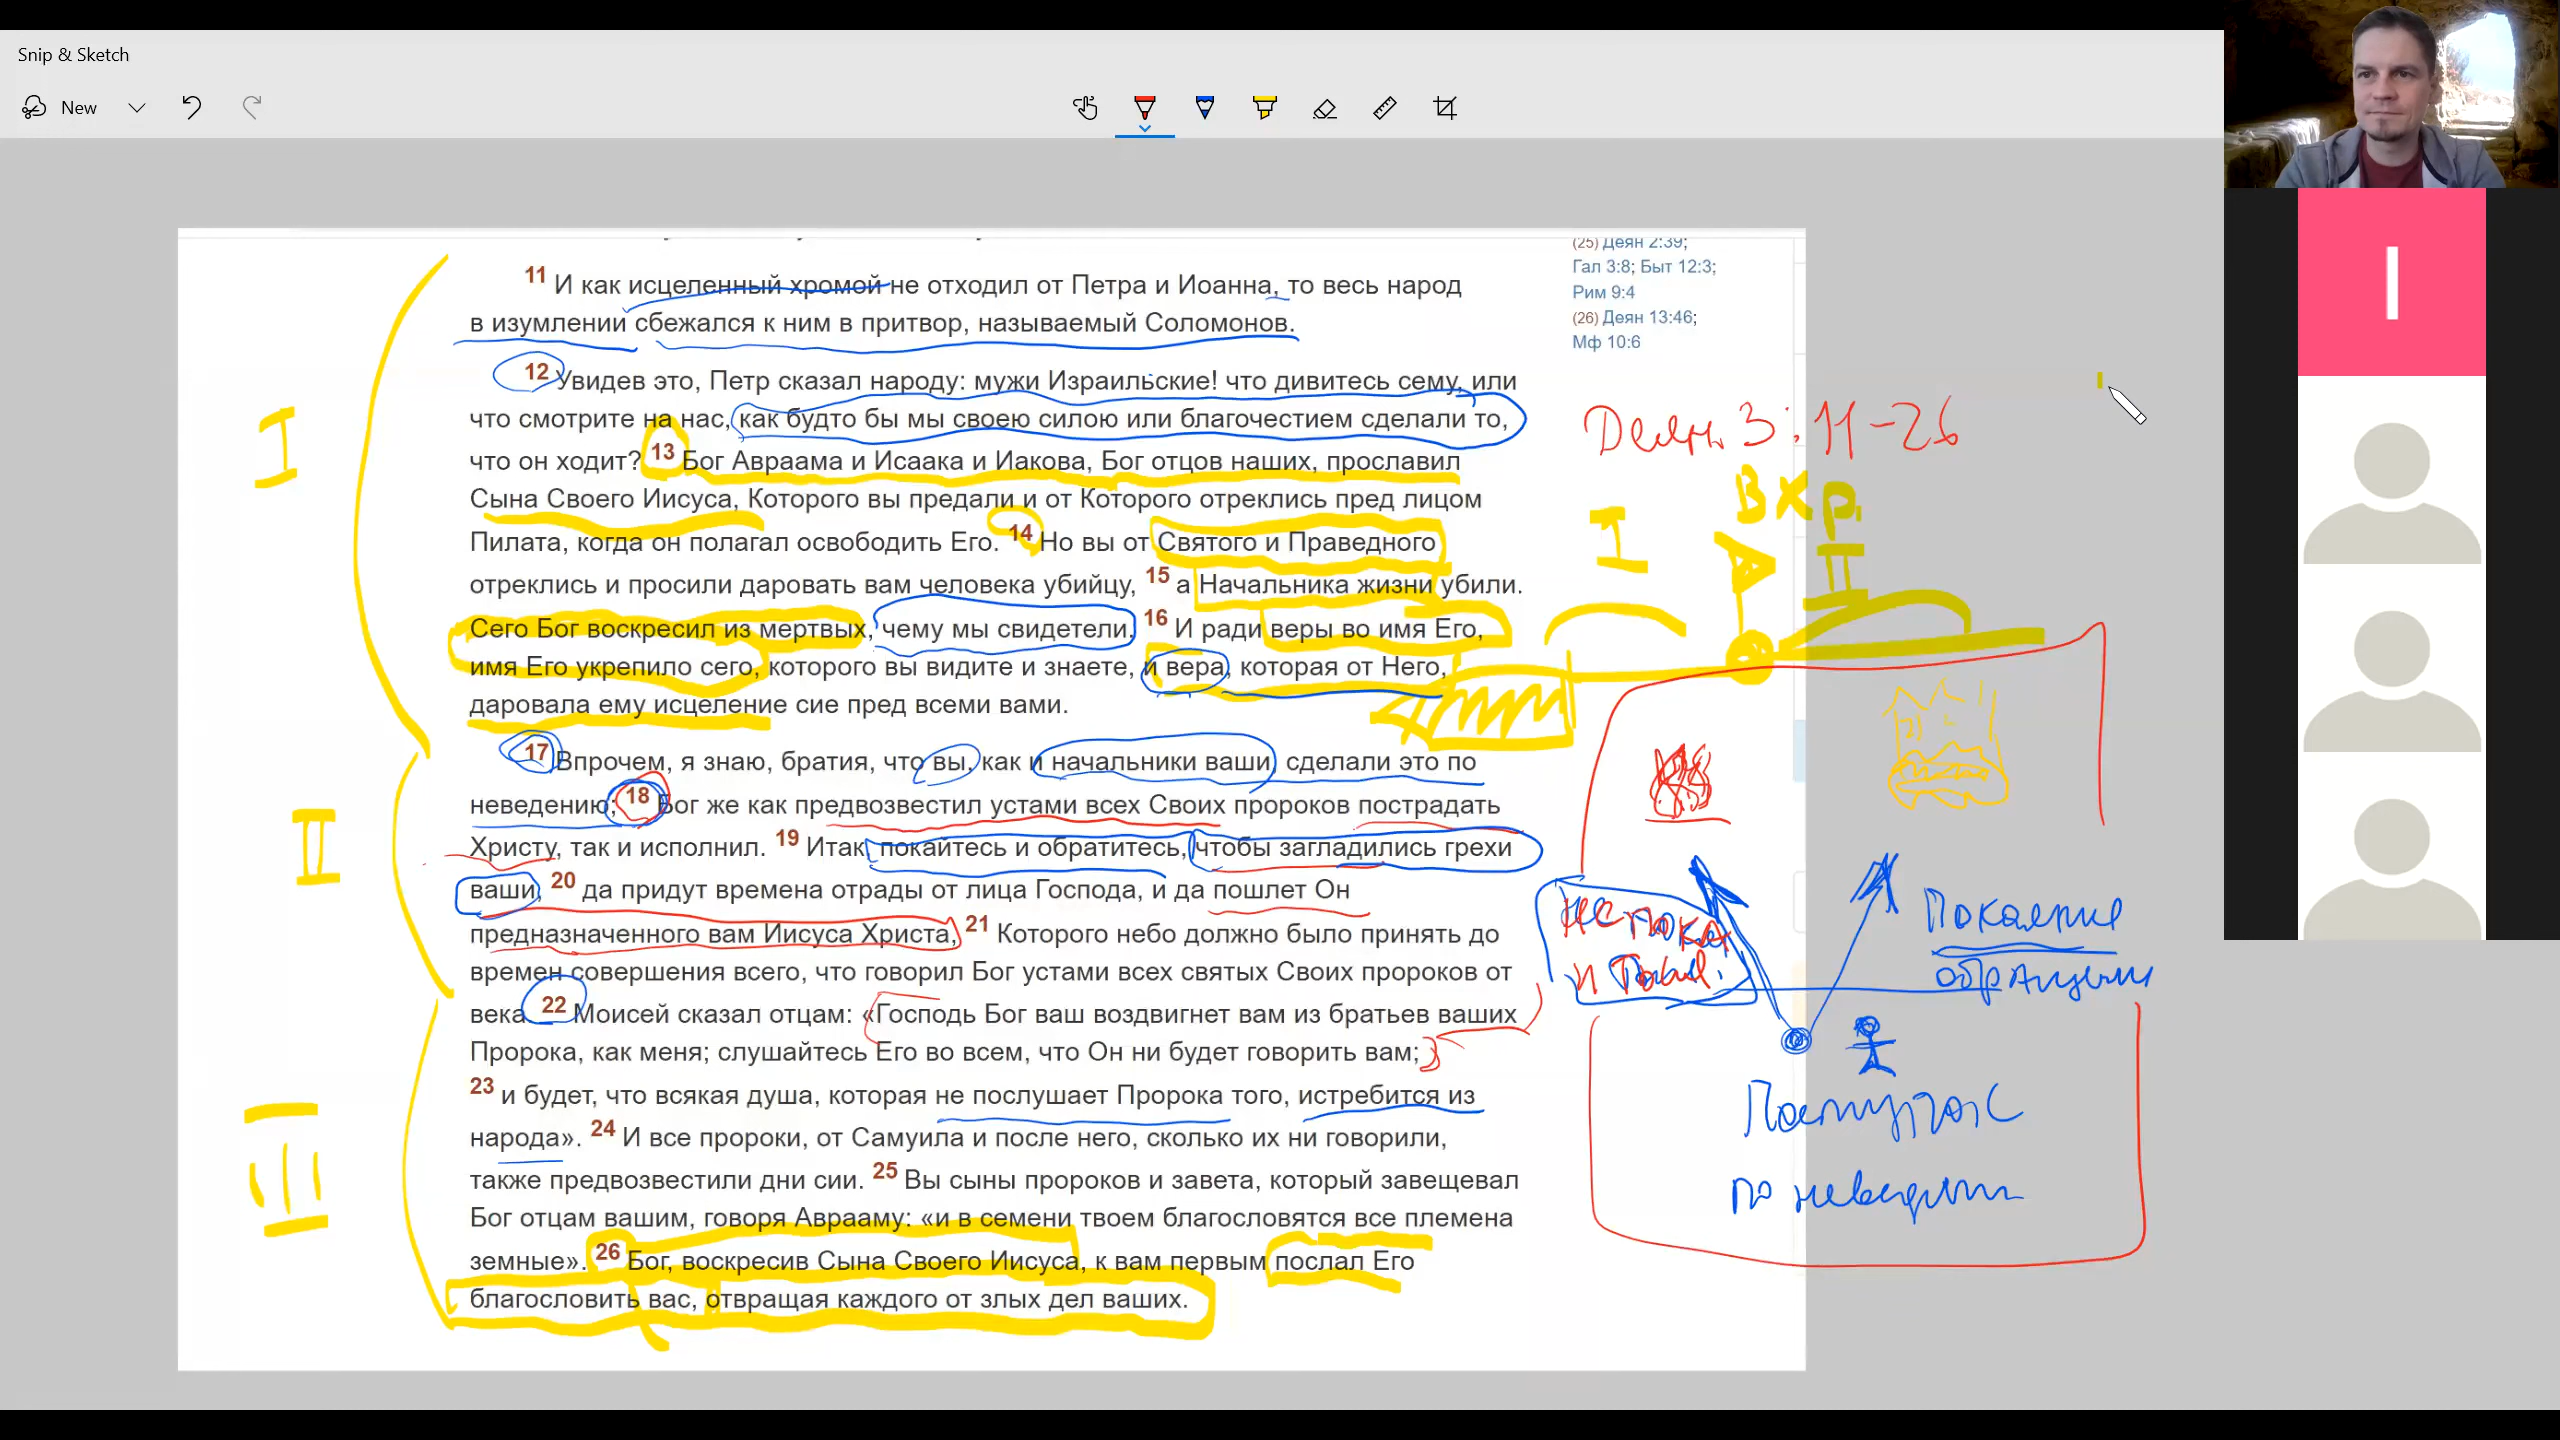 Snip & Sketch
New
(25) Деян 2:39;
Гал 3:8; Быт 12:3;
Рим 9:4
(26) Деян 13:46;
Мф 10:6
11 И как исцеленный хромой не отходил от Петра и Иоанна, то весь народ
в изумлении сбежался к ним в притвор, называемый Соломонов.
12 Увидев это, Петр сказал народу: мужи Израильские! что дивитесь сему, или
что смотрите на нас, как будто бы мы своею силою или благочестием сделали то,
что он ходит? 13 Бог Авраама и Исаака и Иакова, Бог отцов наших, прославил
Сына Своего Иисуса, Которого вы предали и от Которого отреклись пред лицом
Пилата, когда он полагал освободить Его. 14 Но вы от Святого и Праведного
отреклись и просили даровать вам человека убийцу, 15 а Начальника жизни убили.
Сего Бог воскресил из мертвых, чему мы свидетели. 16 И ради веры во имя Его,
имя Его укрепило сего, которого вы видите и знаете, и вера, которая от Него,
даровала ему исцеление сие пред всеми вами.
17 Впрочем, я знаю, братия, что вы, как и начальники ваши, сделали это по
неведению; 18 Бог же как предвозвестил устами всех Своих пророков пострадать
Христу, так и исполнил. 19 Итак, покайтесь и обратитесь, чтобы загладились грехи
ваши, 20 да придут времена отрады от лица Господа, и да пошлет Он
предназначенного вам Иисуса Христа, 21 Которого небо должно было принять до
времен совершения всего, что говорил Бог устами всех святых Своих пророков от
века. 22 Моисей сказал отцам: «Господь Бог ваш воздвигнет вам из братьев ваших
Пророка, как меня; слушайтесь Его во всем, что Он ни будет говорить вам;
23 и будет, что всякая душа, которая не послушает Пророка того, истребится из
народа». 24 И все пророки, от Самуила и после него, сколько их ни говорили,
также предвозвестили дни сии. 25 Вы сыны пророков и завета, который завещевал
Бог отцам вашим, говоря Аврааму: «и в семени твоем благословятся все племена
земные». 26 Бог, воскресив Сына Своего Иисуса, к вам первым послал Его
благословить вас, отвращая каждого от злых дел ваших.
I
II
III
Деян. 3:11-26
Вхр.
I
II
Покаяние
обращение
Поступок
по неведению
I